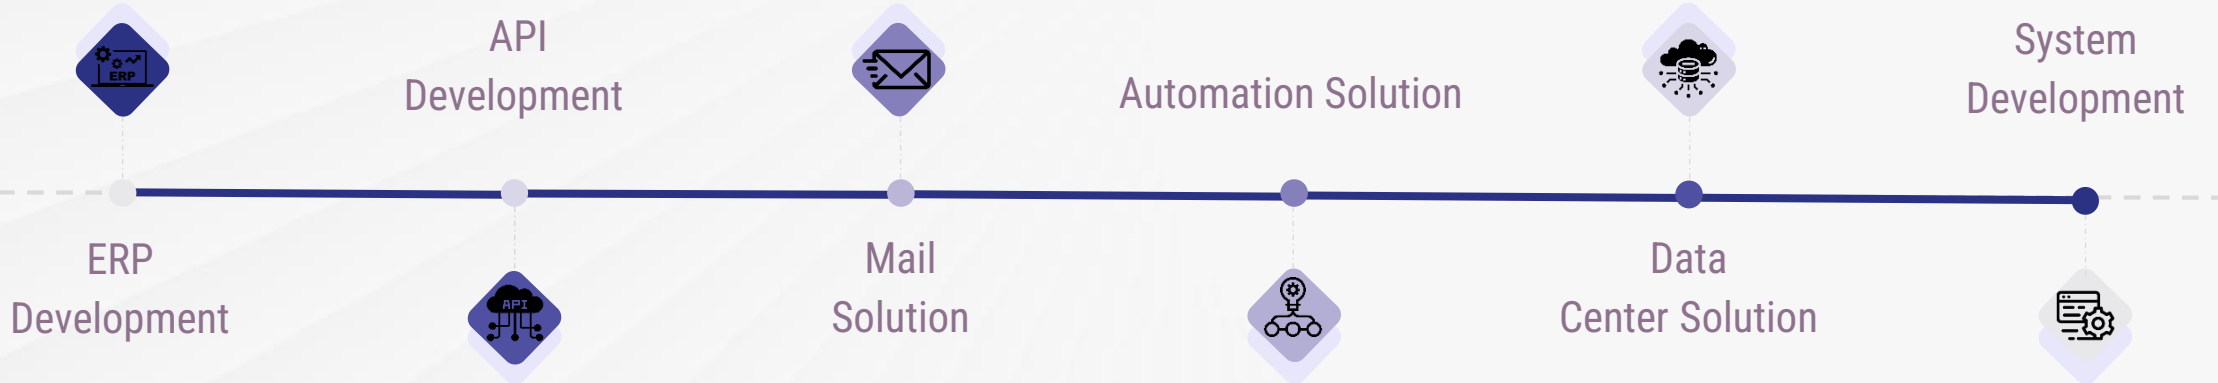 ERP
ERP
Development
API
Development
API
Mail
Solution
Automation Solution
Data
Center Solution
System
Development